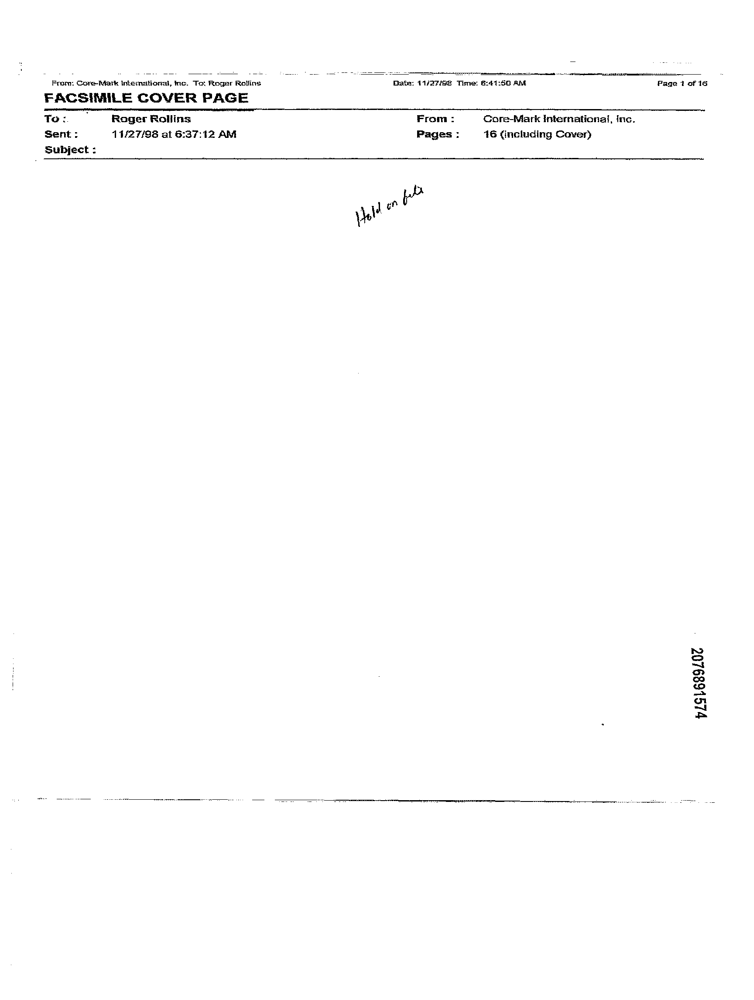 From: Core-Mark International, Inc. To: Roger Rollins Date: 11/27/98 Time: 6:41:50 AM Page 1 of 16
FACSIMILE COVER PAGE
To : Roger Rollins From : Core-Mark International, Inc.
Sent : 11/27/98 at 6:37:12 AM Pages : 16 (including Cover)
Subject :
Hold on
2076891574